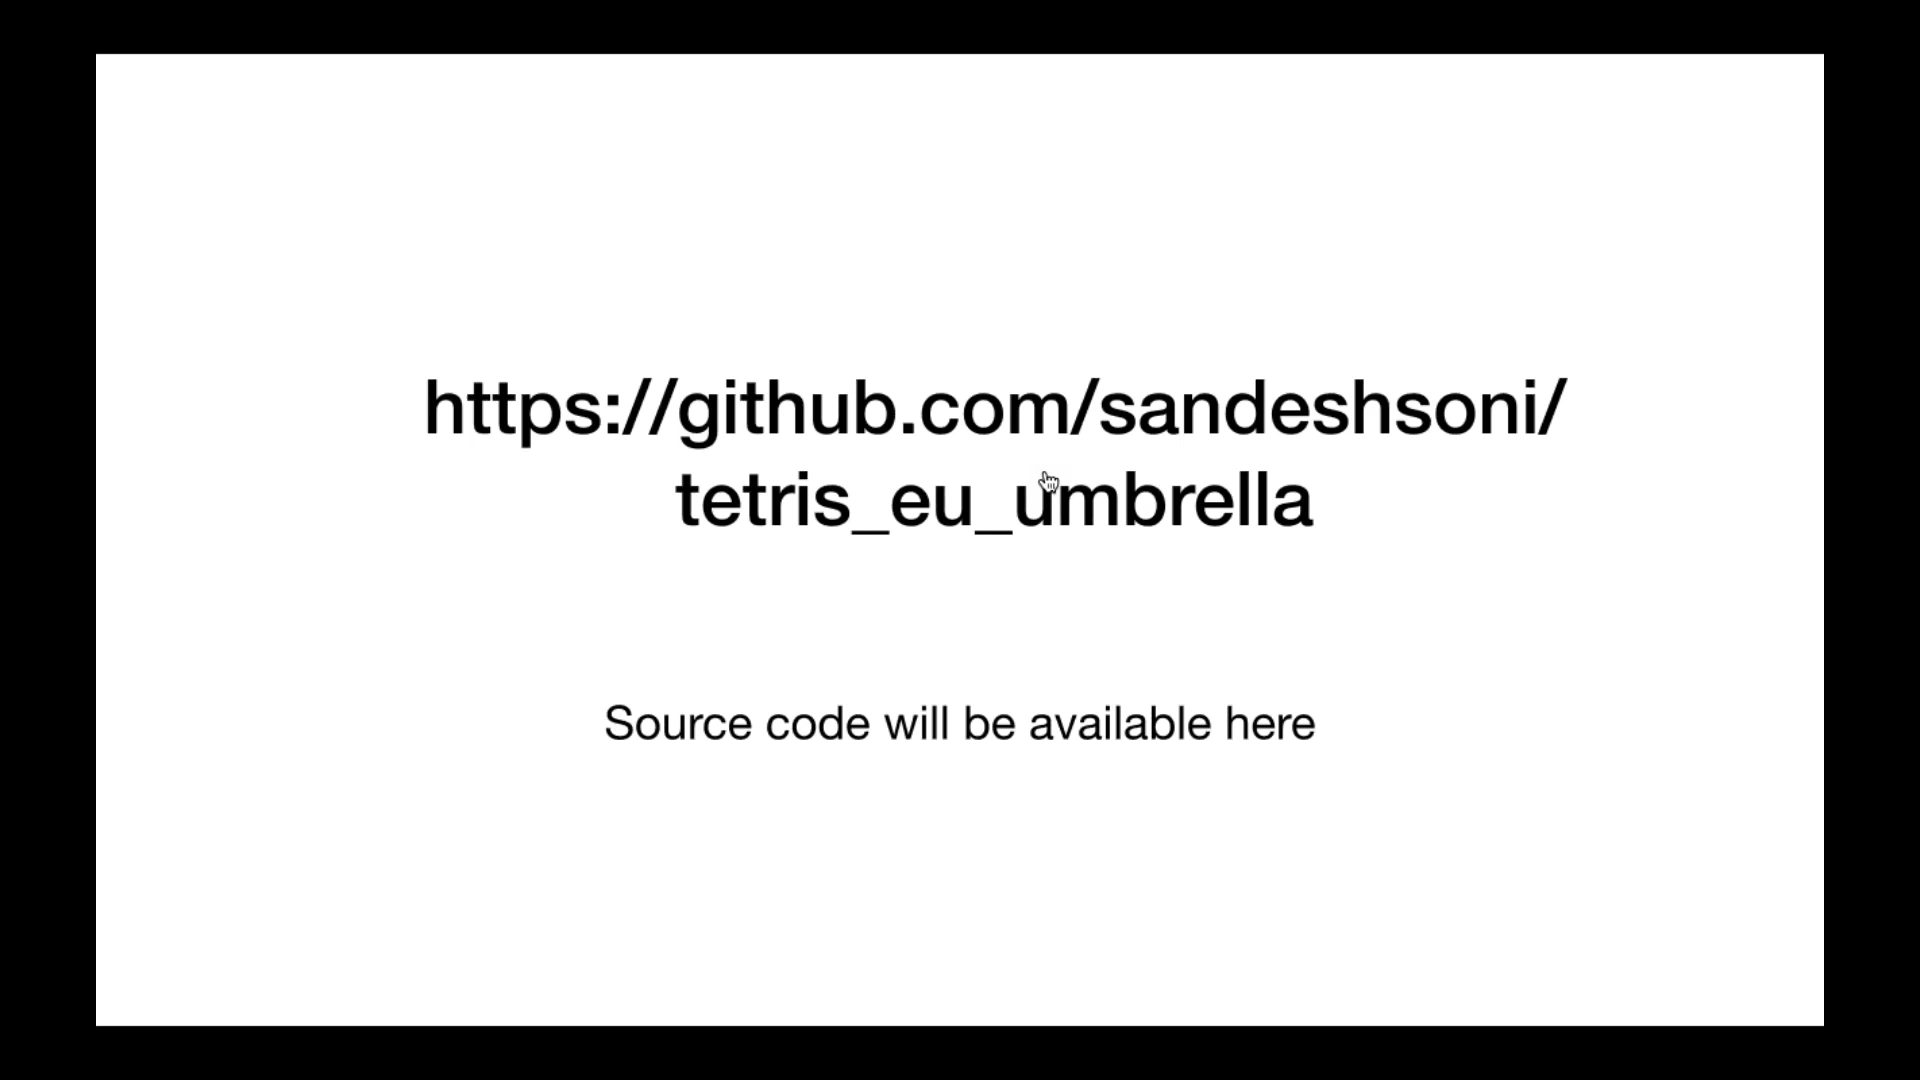 https://github.com/sandeshsoni/
tetris_eu_umbrella
Source code will be available here